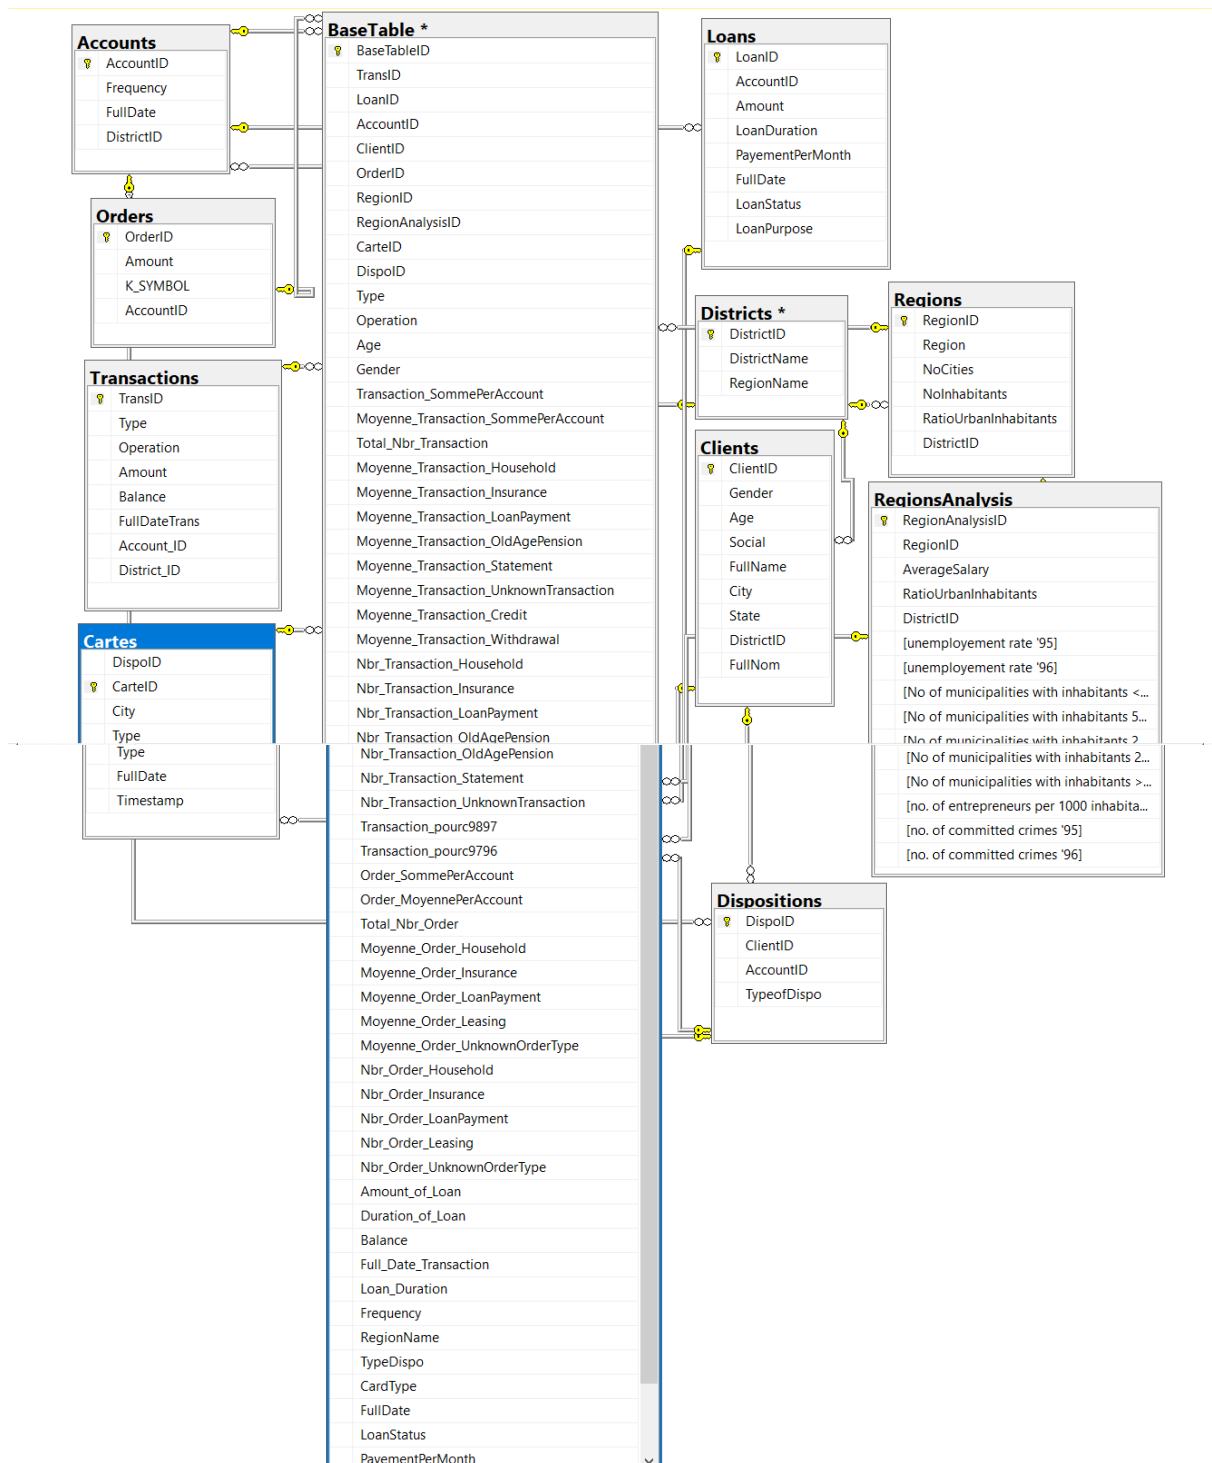 Accounts
AccountID
Frequency
FullDate
DistrictID
Orders
OrderID
Amount
K_SYMBOL
AccountID
Transactions
TransID
Type
Operation
Amount
Balance
FullDateTrans
Account_ID
District_ID
Cartes
DispoID
CarteID
City
Type
Type
FullDate
Timestamp
BaseTable *
BaseTableID
TransID
LoanID
AccountID
ClientID
OrderID
RegionID
RegionAnalysisID
CarteID
DispoID
Type
Operation
Age
Gender
Transaction_SommePerAccount
Moyenne_Transaction_SommePerAccount
Total_Nbr_Transaction
Moyenne_Transaction_Household
Moyenne_Transaction_Insurance
Moyenne_Transaction_LoanPayment
Moyenne_Transaction_OldAgePension
Moyenne_Transaction_Statement
Moyenne_Transaction_UnknownTransaction
Moyenne_Transaction_Credit
Moyenne_Transaction_Withdrawal
Nbr_Transaction_Household
Nbr_Transaction_Insurance
Nbr_Transaction_LoanPayment
Nbr_Transaction_OldAgePension
Nbr_Transaction_OldAgePension
Nbr_Transaction_Statement
Nbr_Transaction_UnknownTransaction
Transaction_pourc9897
Transaction_pourc9796
Order_SommePerAccount
Order_MoyennePerAccount
Total_Nbr_Order
Moyenne_Order_Household
Moyenne_Order_Insurance
Moyenne_Order_LoanPayment
Moyenne_Order_Leasing
Moyenne_Order_UnknownOrderType
Nbr_Order_Household
Nbr_Order_Insurance
Nbr_Order_LoanPayment
Nbr_Order_Leasing
Nbr_Order_UnknownOrderType
Amount_of_Loan
Duration_of_Loan
Balance
Full_Date_Transaction
Loan_Duration
Frequency
RegionName
TypeDispo
CardType
FullDate
LoanStatus
PayementPerMonth
Loans
LoanID
AccountID
Amount
LoanDuration
PayementPerMonth
FullDate
LoanStatus
LoanPurpose
Districts *
DistrictID
DistrictName
RegionName
Regions
RegionID
Region
NoCities
NoInhabitants
RatioUrbanInhabitants
DistrictID
Clients
ClientID
Gender
Age
Social
FullName
City
State
DistrictID
FullNom
RegionsAnalysis
RegionAnalysisID
RegionID
AverageSalary
RatioUrbanInhabitants
DistrictID
[unemployement rate '95]
[unemployement rate '96]
[No of municipalities with inhabitants <...
[No of municipalities with inhabitants 5...
[No of municipalities with inhabitants 2...
[No of municipalities with inhabitants 2...
[No of municipalities with inhabitants >...
[no. of entrepreneurs per 1000 inhabita...
[no. of committed crimes '95]
[no. of committed crimes '96]
Dispositions
DispoID
ClientID
AccountID
TypeofDispo